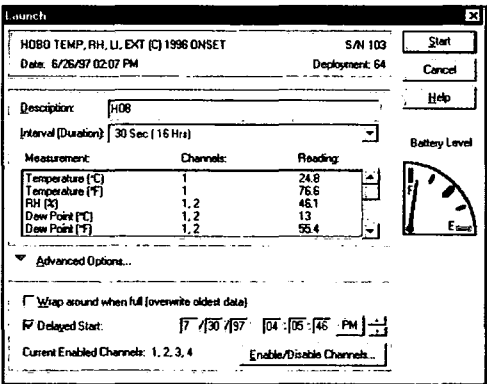 Launch
HOBO TEMP, RH, LI, EXT (C) 1996 ONSET S/N 103
Date: 6/26/97 02:07 PM Deployment: 64
Start
Cancel
Help
Description: H08
Interval (Duration): 30 Sec ( 16 Hrs)
Measurement: Channels: Reading:
Temperature (°C) 1 24.8
Temperature (°F) 1 76.6
RH (%) 1, 2 46.1
Dew Point (°C) 1, 2 13
Dew Point (°F) 1, 2 55.4
Battery Level
F
E
Advanced Options...
Wrap around when full (overwrite oldest data)
Delayed Start: 7 /30 /97 04 :05 :46 PM
Current Enabled Channels: 1, 2, 3, 4 Enable/Disable Channels...